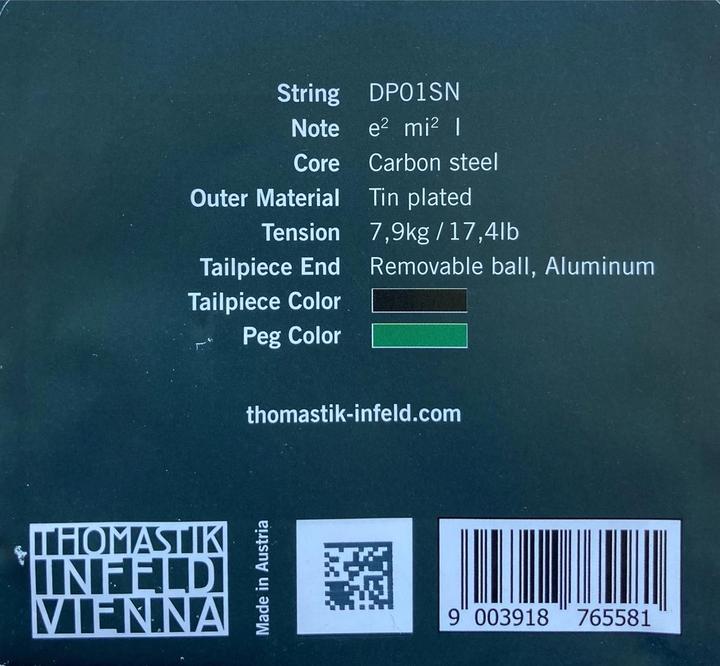 String DP01SN
Note e² mi² I
Core Carbon steel
Outer Material Tin plated
Tension 7,9kg / 17,4lb
Tailpiece End Removable ball, Aluminum
Tailpiece Color
Peg Color
thomastik-infeld.com
THOMASTIK
INFELD
VIENNA
Made in Austria
9 003918 765581